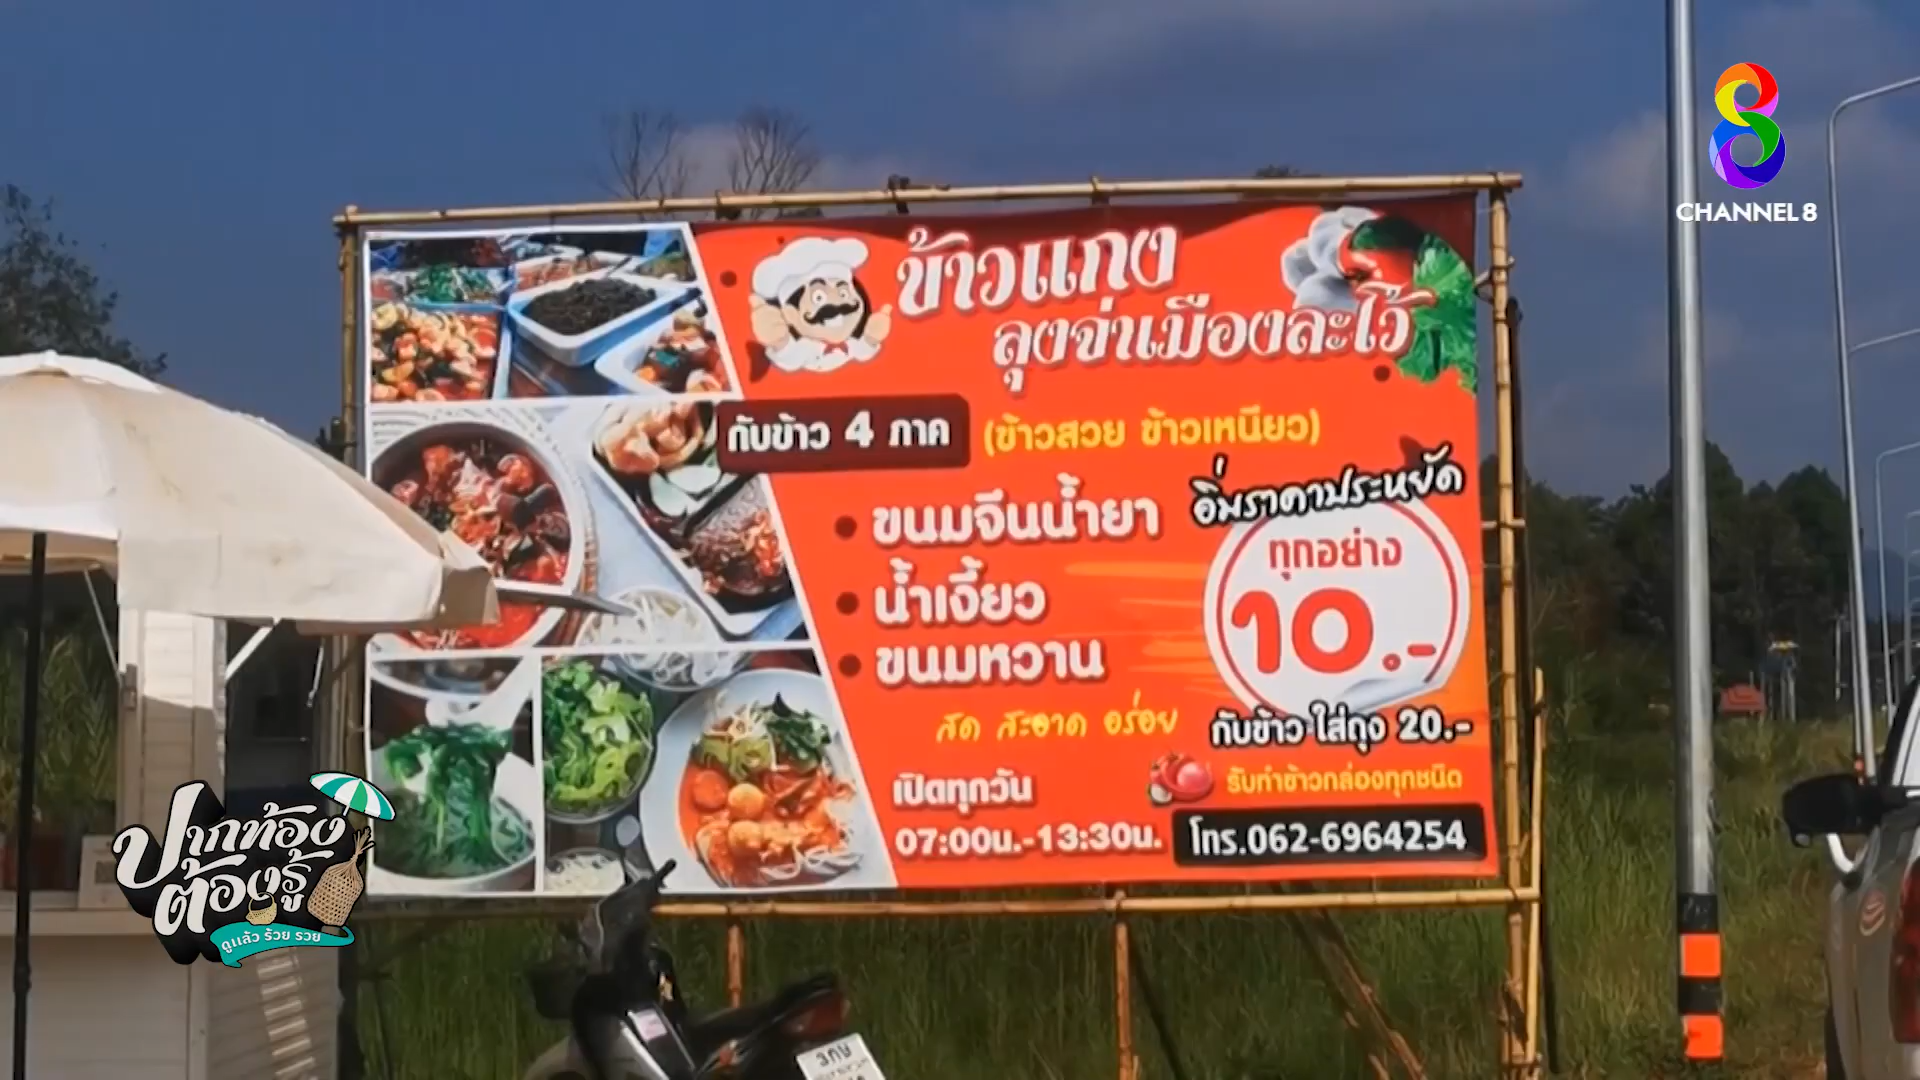 CHANNEL 8
ข้าวแกง
ลุงจ่าเมืองละโว้
กับข้าว 4 ภาค (ข้าวสวย ข้าวเหนียว)
อิ่มราคาประหยัด
• ขนมจีนน้ำยา
• น้ำเงี้ยว
• ขนมหวาน
ทุกอย่าง
10.-
สด สะอาด อร่อย
กับข้าว ใส่ถุง 20.-
เปิดทุกวัน
07:00น.-13:30น.
รับทำข้าวกล่องทุกชนิด
โทร.062-6964254
ปากท้อง
ต้องรู้
ดูแล้ว ร้วย รวย
3กษ